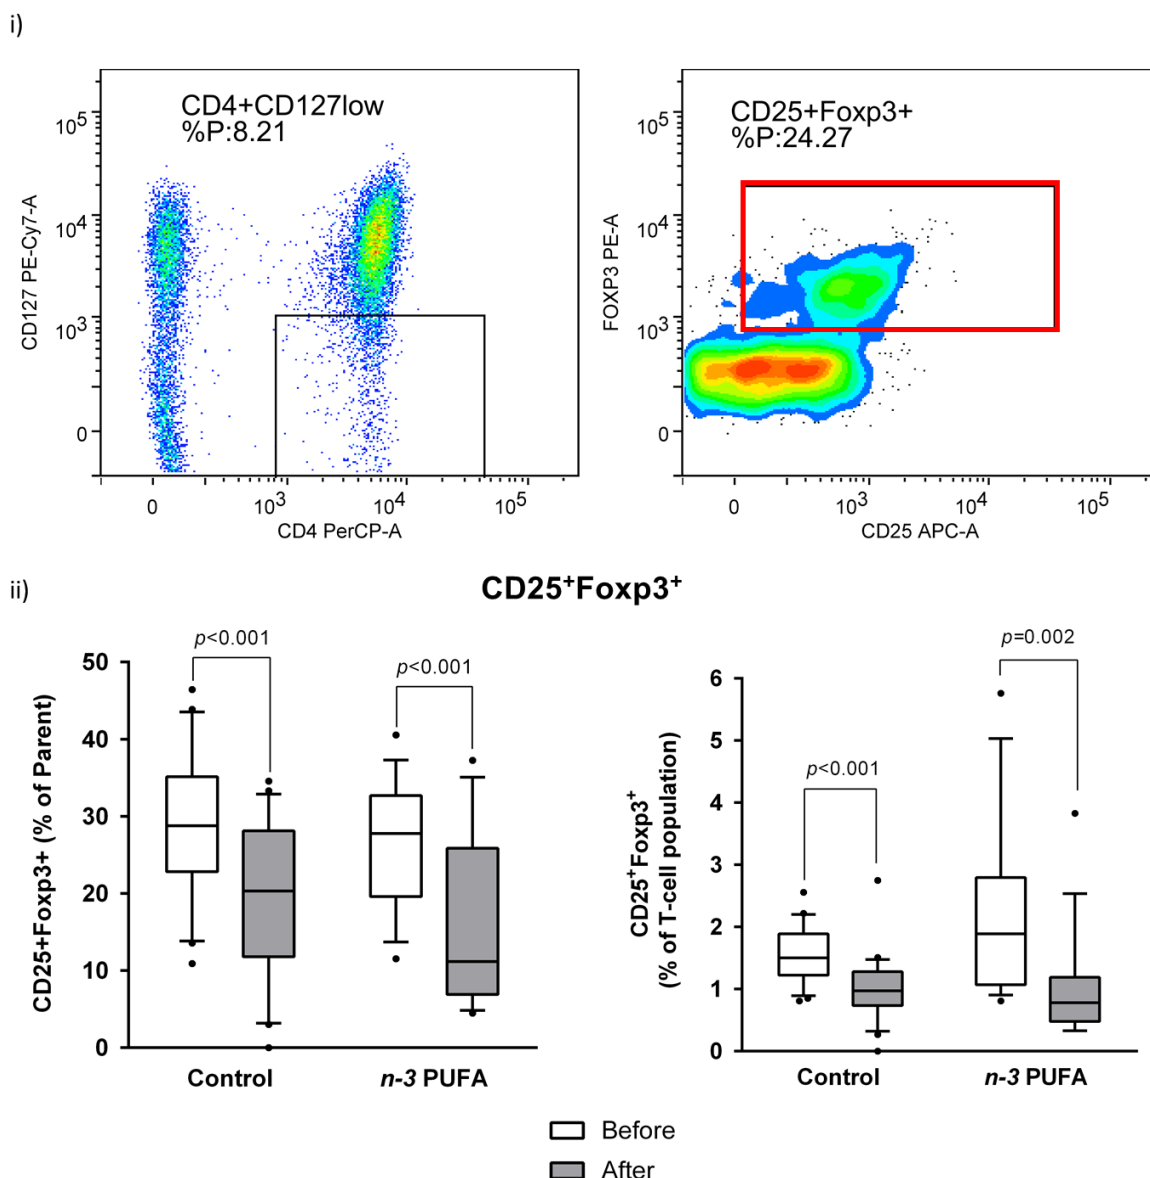 i)
CD4+CD127low
%P:8.21
CD127 PE-Cy7-A
10^5
10^4
10^3
0
0
10^3
10^4
10^5
CD4 PerCP-A
CD25+Foxp3+
%P:24.27
FOXP3 PE-A
10^5
10^4
10^3
0
0
10^3
10^4
10^5
CD25 APC-A
ii)
CD25⁺Foxp3⁺
CD25+Foxp3+ (% of Parent)
50
40
30
20
10
0
p<0.001
p<0.001
Control
n-3 PUFA
CD25⁺Foxp3⁺
(% of T-cell population)
6
5
4
3
2
1
0
p<0.001
p=0.002
Control
n-3 PUFA
Before
After